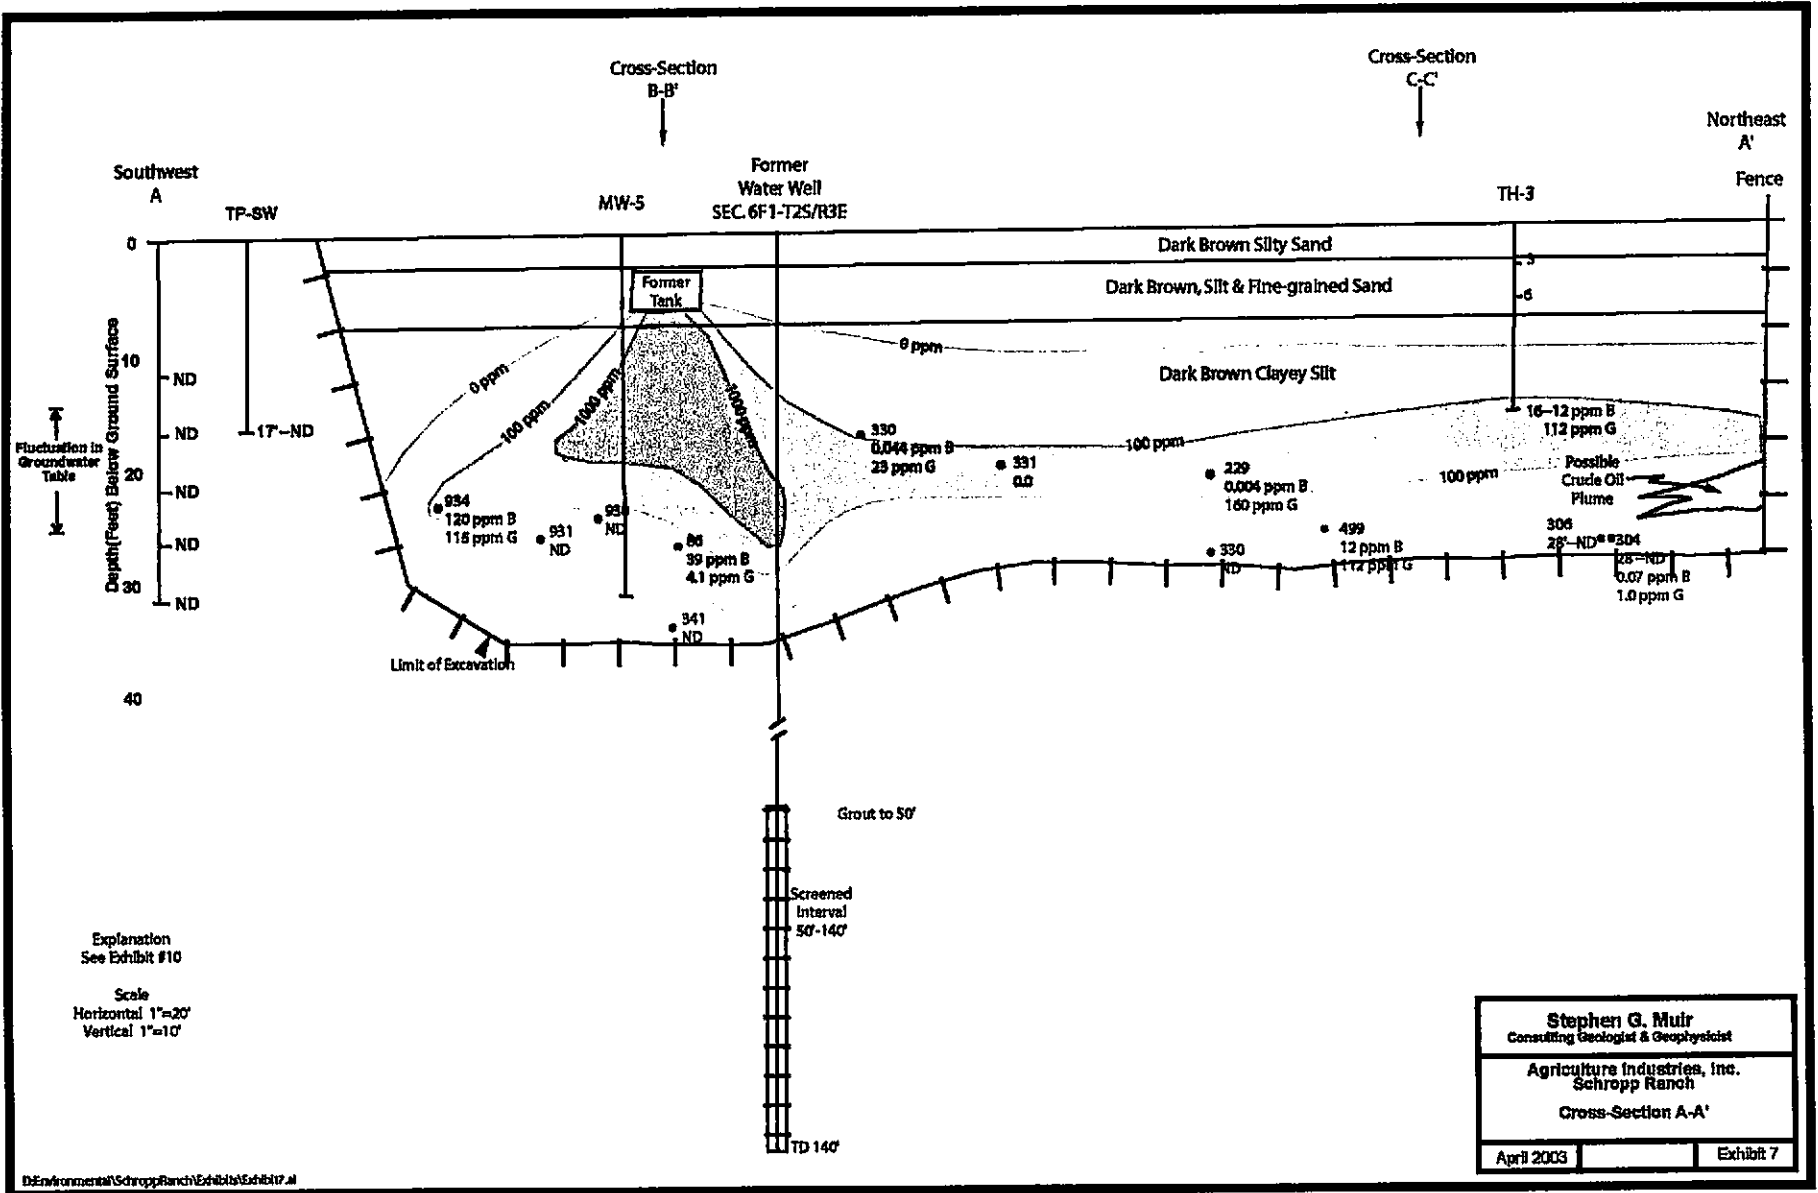 Cross-Section
B-B'
Cross-Section
C-C'
Northeast
A'
Fence
Southwest
A
TP-SW
MW-5
Former
Water Well
SEC. 6F1-T2S/R3E
TH-3
0
10
20
30
40
Depth(Feet) Below Ground Surface
Fluctuation in
Groundwater
Table
ND
ND
ND
ND
ND
17'-ND
Dark Brown Silty Sand
Dark Brown, Silt & Fine-grained Sand
Dark Brown Clayey Silt
3
6
Former
Tank
0 ppm
100 ppm
1000 ppm
1000 ppm
0 ppm
100 ppm
100 ppm
16-12 ppm B
112 ppm G
Possible
Crude Oil
Plume
330
0.044 ppm B
23 ppm G
331
0.0
229
0.004 ppm B
160 ppm G
499
12 ppm B
112 ppm G
330
ND
306
28'-ND
304
28'-ND
0.07 ppm B
1.0 ppm G
934
120 ppm B
115 ppm G
931
ND
ND
86
39 ppm B
4.1 ppm G
341
ND
Limit of Excavation
Grout to 50'
Screened
Interval
50'-140'
TD 140'
Explanation
See Exhibit #10
Scale
Horizontal 1"=20'
Vertical 1"=10'
Stephen G. Muir
Consulting Geologist & Geophysicist
Agriculture Industries, Inc.
Schropp Ranch
Cross-Section A-A'
April 2003
Exhibit 7
D:Environmental\SchroppRanch\Exhibits\Exhibit7.ai